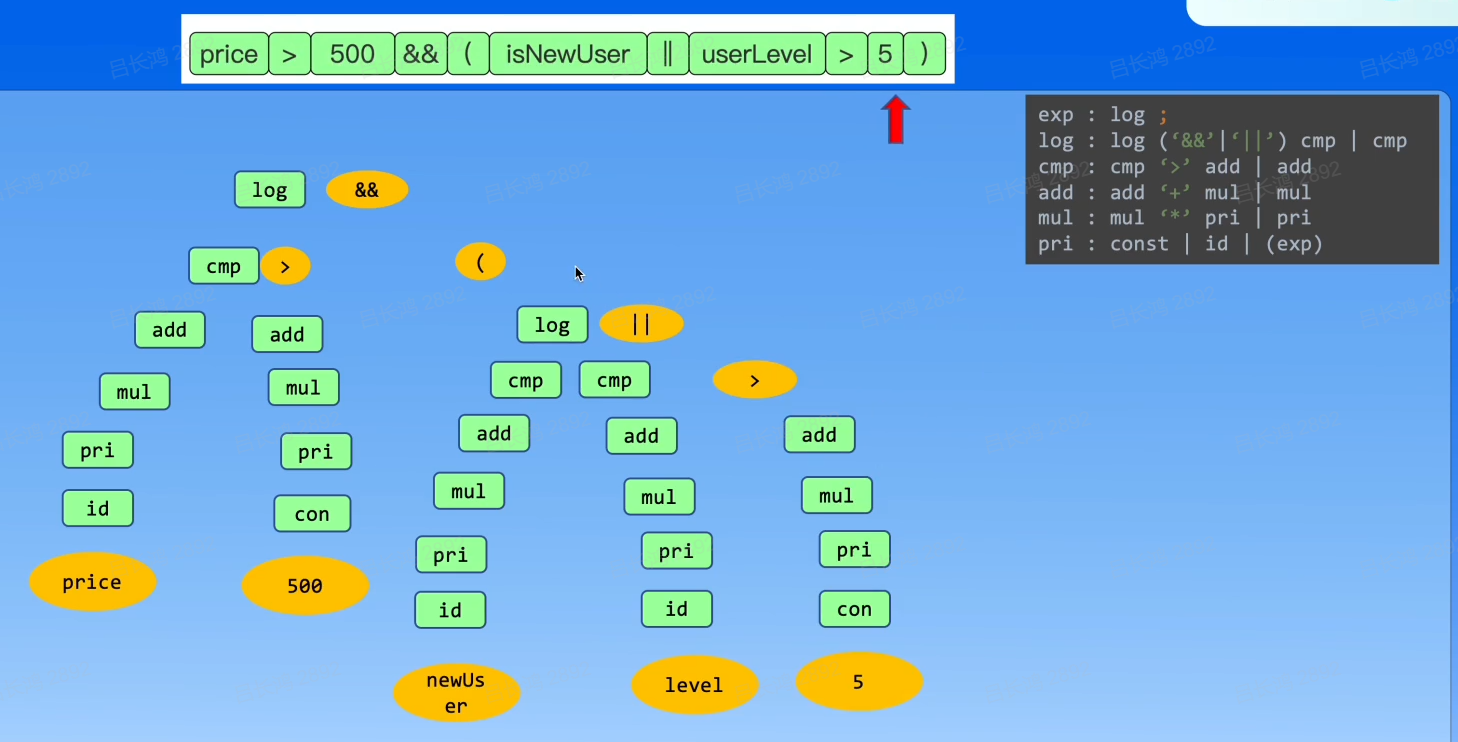 price > 500 && ( isNewUser || userLevel > 5 )
exp : log ;
log : log (‘&&’|‘||’) cmp | cmp
cmp : cmp ‘>’ add | add
add : add ‘+’ mul | mul
mul : mul ‘*’ pri | pri
pri : const | id | (exp)
log &&
cmp > (
log ||
add add
cmp cmp >
mul mul
add add add
pri pri
mul mul mul
id con
pri pri pri
price 500
id id con
newUs
er
level 5
吕长鸿 2892